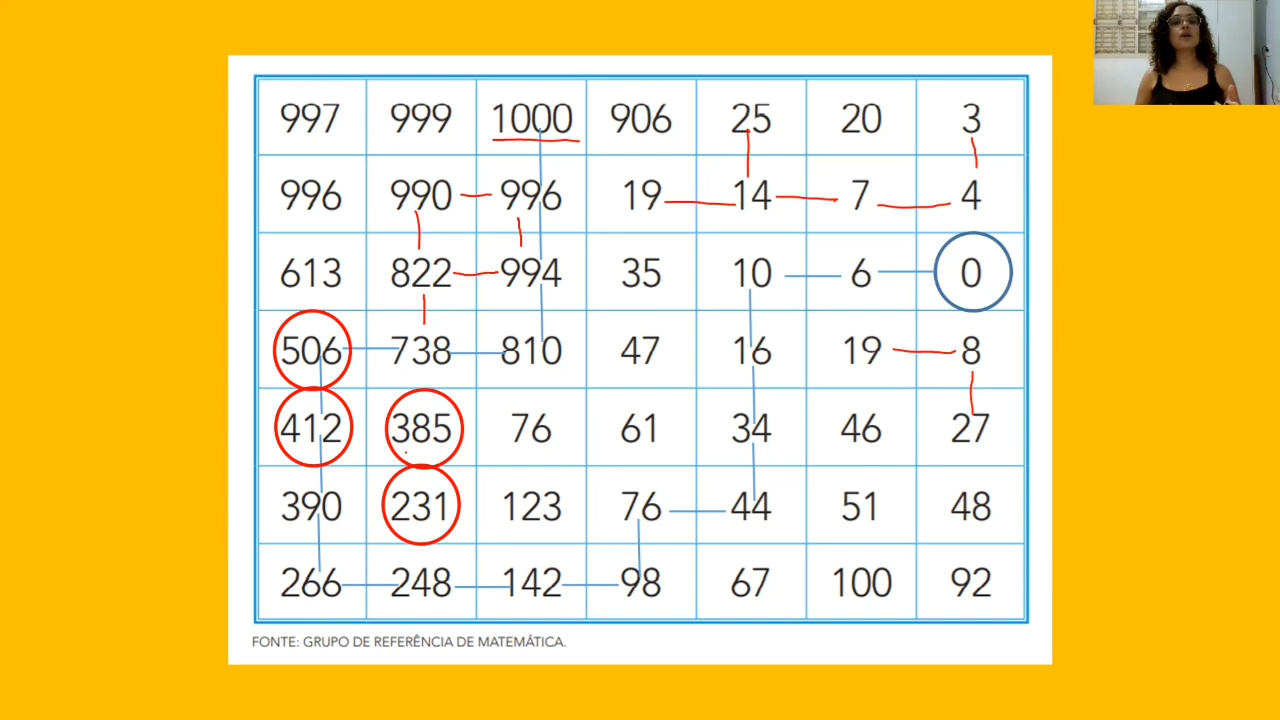 997 999 1000 906 25 20 3
996 990 996 19 14 7 4
613 822 994 35 10 6 0
506 738 810 47 16 19 8
412 385 76 61 34 46 27
390 231 123 76 44 51 48
266 248 142 98 67 100 92
FONTE: GRUPO DE REFERÊNCIA DE MATEMÁTICA.